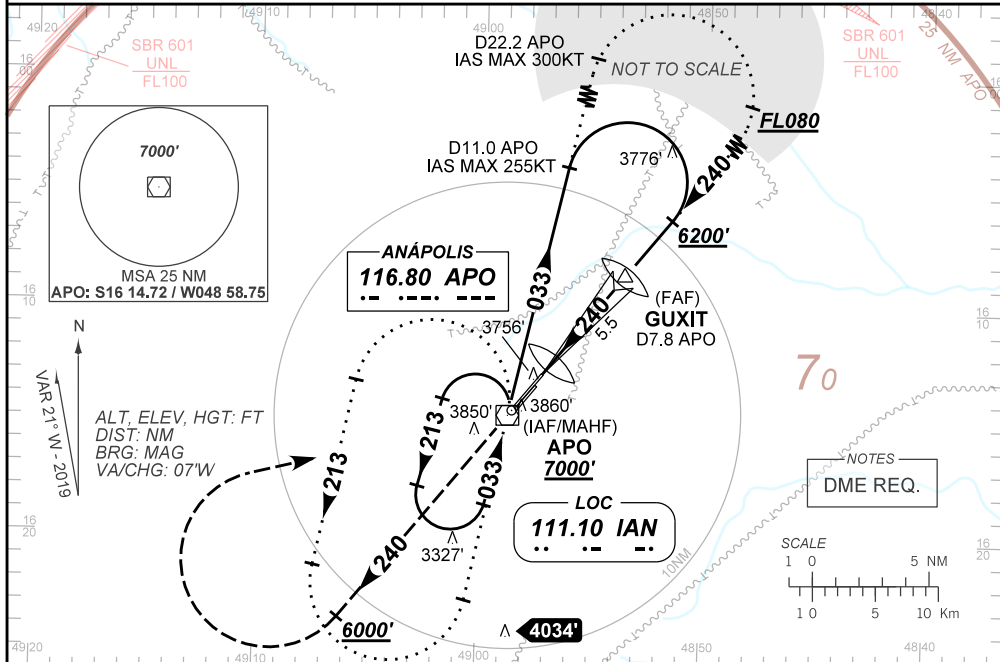 49 20
49 10
49 00
48 50
48 40
16 00
16 00
SBR 601
UNL
FL100
SBR 601
UNL
FL100
25 NM APO
D22.2 APO
IAS MAX 300KT
NOT TO SCALE
FL080
7000'
MSA 25 NM
APO: S16 14.72 / W048 58.75
D11.0 APO
IAS MAX 255KT
3776'
240
6200'
ANÁPOLIS
116.80 APO
·– ·––· –––
033
(FAF)
GUXIT
D7.8 APO
240
5.5
3756'
16 10
16 10
70
N
VAR 21° W - 2019
ALT, ELEV, HGT: FT
DIST: NM
BRG: MAG
VA/CHG: 07'W
3850'
3860'
(IAF/MAHF)
APO
7000'
213
213
033
NOTES
DME REQ.
LOC
111.10 IAN
·· ·– –·
3327'
240
10NM
SCALE
1 0 5 NM
1 0 5 10 Km
16 20
16 20
6000'
4034'
49 20
49 10
49 00
48 50
48 40